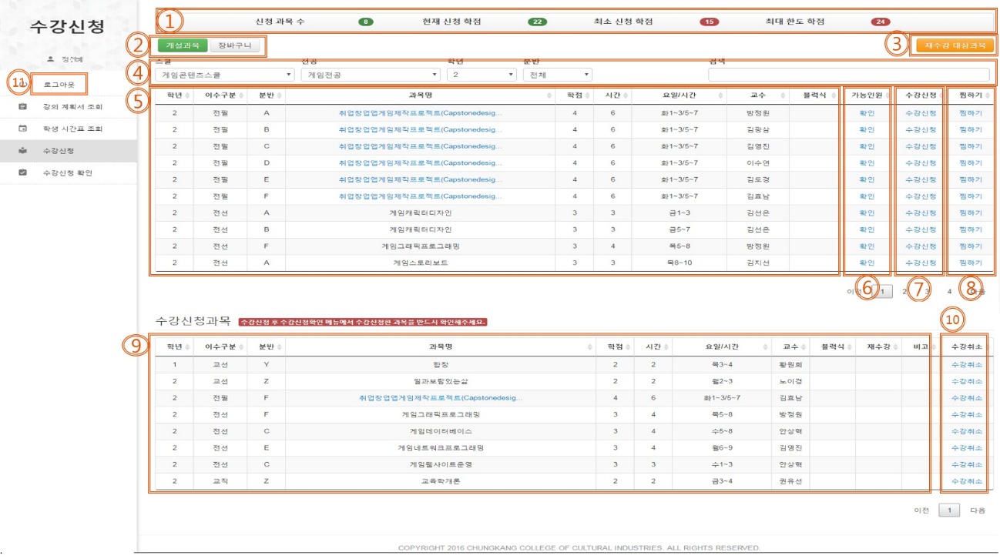 수강신청
로그아웃
강의 계획서 조회
학생 시간표 조회
수강신청
수강신청 확인
① 신청 과목 수 8 현재 신청 학점 22 최소 신청 학점 15 최대 한도 학점 24
② 개설과목 장바구니 ③ 재수강 대상과목
스쿨 전공 학년 분반 검색
④ 게임콘텐츠스쿨 게임전공 2 전체
⑪
⑤ 학년 이수구분 분반 과목명 학점 시간 요일/시간 교수 블럭식 가능인원 수강신청 찜하기
2 전필 A 취업창업앱게임제작프로젝트(Capstonedesig... 4 6 화1~3/5~7 방정원 확인 수강신청 찜하기
2 전필 B 취업창업앱게임제작프로젝트(Capstonedesig... 4 6 화1~3/5~7 김광삼 확인 수강신청 찜하기
2 전필 C 취업창업앱게임제작프로젝트(Capstonedesig... 4 6 화1~3/5~7 김영진 확인 수강신청 찜하기
2 전필 D 취업창업앱게임제작프로젝트(Capstonedesig... 4 6 화1~3/5~7 이수연 확인 수강신청 찜하기
2 전필 E 취업창업앱게임제작프로젝트(Capstonedesig... 4 6 화1~3/5~7 김도경 확인 수강신청 찜하기
2 전필 F 취업창업앱게임제작프로젝트(Capstonedesig... 4 6 화1~3/5~7 김효남 확인 수강신청 찜하기
2 전선 A 게임캐릭터디자인 3 3 금1~3 김선은 확인 수강신청 찜하기
2 전선 B 게임캐릭터디자인 3 3 금5~7 김선은 확인 수강신청 찜하기
2 전선 F 게임그래픽프로그래밍 3 4 목5~8 방정원 확인 수강신청 찜하기
2 전선 A 게임스토리보드 3 3 목8~10 김지선 확인 수강신청 찜하기
⑥ ⑦ ⑧
이전 1 2 3 4 다음
수강신청과목 수강신청 후 수강신청확인 메뉴에서 수강신청한 과목을 반드시 확인해주세요. ⑩
⑨ 학년 이수구분 분반 과목명 학점 시간 요일/시간 교수 블럭식 재수강 비고 수강취소
1 교선 Y 합창 2 2 목3~4 황원희 수강취소
2 교선 Z 일과보람있는삶 2 2 월2~3 노이경 수강취소
2 전필 F 취업창업앱게임제작프로젝트(Capstonedesig... 4 6 화1~3/5~7 김효남 수강취소
2 전선 F 게임그래픽프로그래밍 3 4 목5~8 방정원 수강취소
2 전선 C 게임데이터베이스 3 4 수5~8 안상혁 수강취소
2 전선 E 게임네트워크프로그래밍 3 4 월6~9 김영진 수강취소
2 전선 C 게임웹사이트운영 3 3 수1~3 안상혁 수강취소
2 교직 Z 교육학개론 2 2 금3~4 권유선 수강취소
이전 1 다음
COPYRIGHT 2016 CHUNGKANG COLLEGE OF CULTURAL INDUSTRIES. ALL RIGHTS RESERVED.